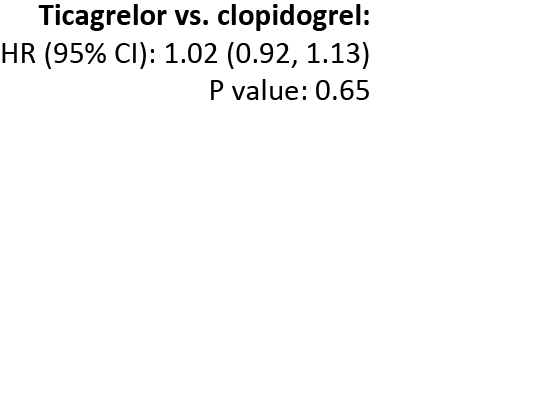 Ticagrelor vs. clopidogrel:
HR (95% CI): 1.02 (0.92, 1.13)
P value: 0.65